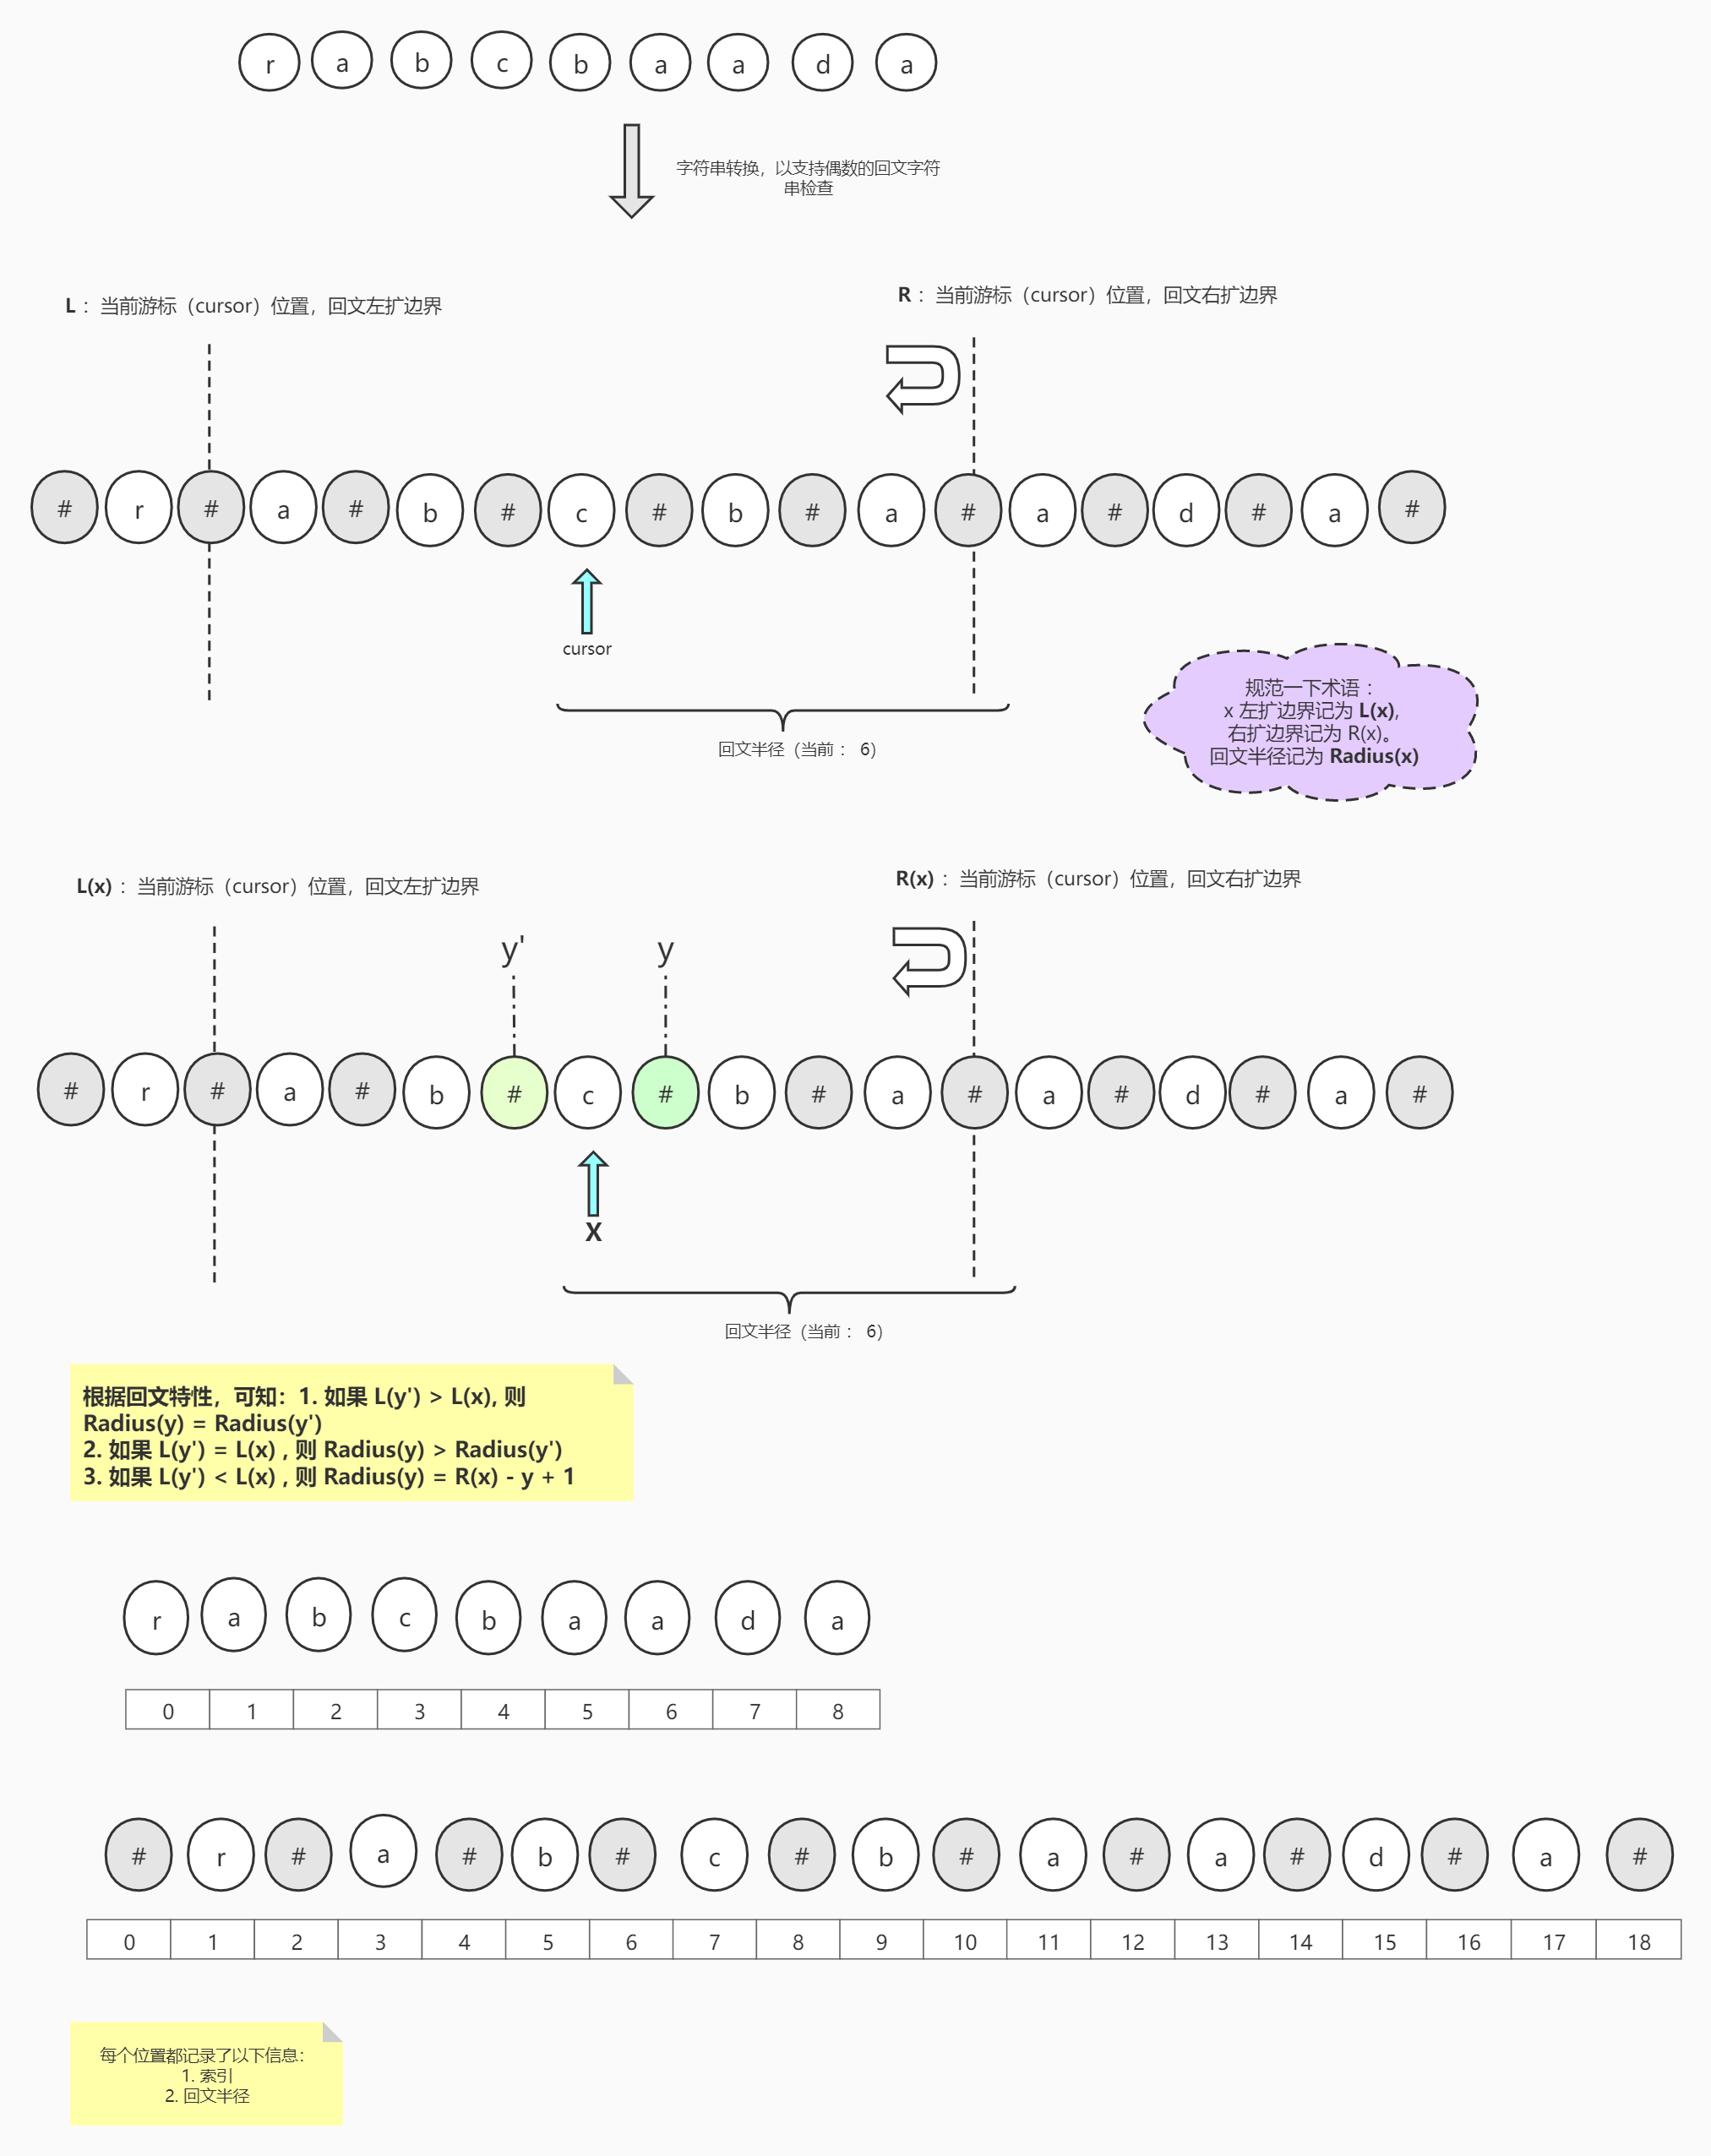 r a b c b a a d a
字符串转换，以支持偶数的回文字符
串检查
L ：当前游标（cursor）位置，回文左扩边界
R ：当前游标（cursor）位置，回文右扩边界
# r # a # b # c # b # a # a # d # a #
cursor
回文半径（当前 ： 6）
规范一下术语 ：
x 左扩边界记为 L(x),
右扩边界记为 R(x)。
回文半径记为 Radius(x)
L(x) ：当前游标（cursor）位置，回文左扩边界
R(x) ：当前游标（cursor）位置，回文右扩边界
y' y
# r # a # b # c # b # a # a # d # a #
X
回文半径（当前 ： 6）
根据回文特性，可知：1. 如果 L(y') > L(x), 则
Radius(y) = Radius(y')
2. 如果 L(y') = L(x) , 则 Radius(y) > Radius(y')
3. 如果 L(y') < L(x) , 则 Radius(y) = R(x) - y + 1
r a b c b a a d a
0 1 2 3 4 5 6 7 8
# r # a # b # c # b # a # a # d # a #
0 1 2 3 4 5 6 7 8 9 10 11 12 13 14 15 16 17 18
每个位置都记录了以下信息：
1. 索引
2. 回文半径